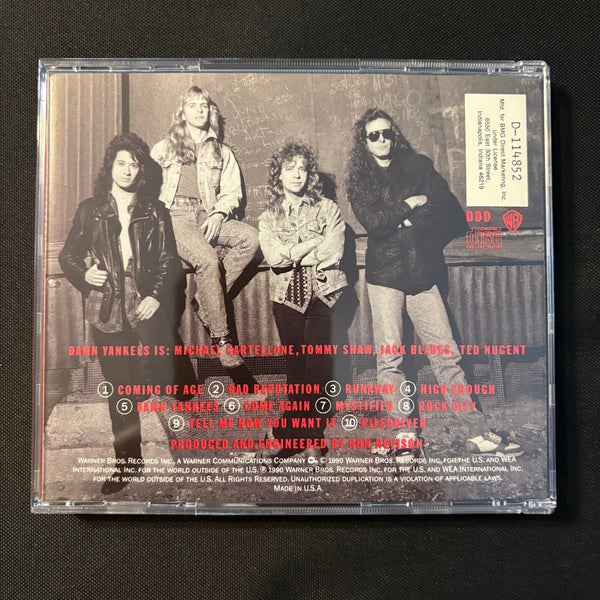 D-114852
Mfd. for BMG Direct Marketing, Inc.
under License
6550 East 30th Street,
Indianapolis, Indiana 46219
DDD
WB
COMPACT
disc
DIGITAL AUDIO
DAMN YANKEES IS: MICHAEL CARTELLONE, TOMMY SHAW, JACK BLADES, TED NUGENT
1 COMING OF AGE 2 BAD REPUTATION 3 RUNAWAY 4 HIGH ENOUGH
5 DAMN YANKEES 6 COME AGAIN 7 MYSTIFIED 8 ROCK CITY
9 TELL ME HOW YOU WANT IT 10 PILEDRIVER
PRODUCED AND ENGINEERED BY RON NEVISON
WARNER BROS. RECORDS INC., A WARNER COMMUNICATIONS COMPANY © 1990 WARNER BROS. RECORDS INC. FOR THE U.S. AND WEA
INTERNATIONAL INC. FOR THE WORLD OUTSIDE OF THE U.S. ℗ 1990 WARNER BROS. RECORDS INC. FOR THE U.S. AND WEA INTERNATIONAL INC.
FOR THE WORLD OUTSIDE OF THE U.S. ALL RIGHTS RESERVED. UNAUTHORIZED DUPLICATION IS A VIOLATION OF APPLICABLE LAWS.
MADE IN U.S.A.